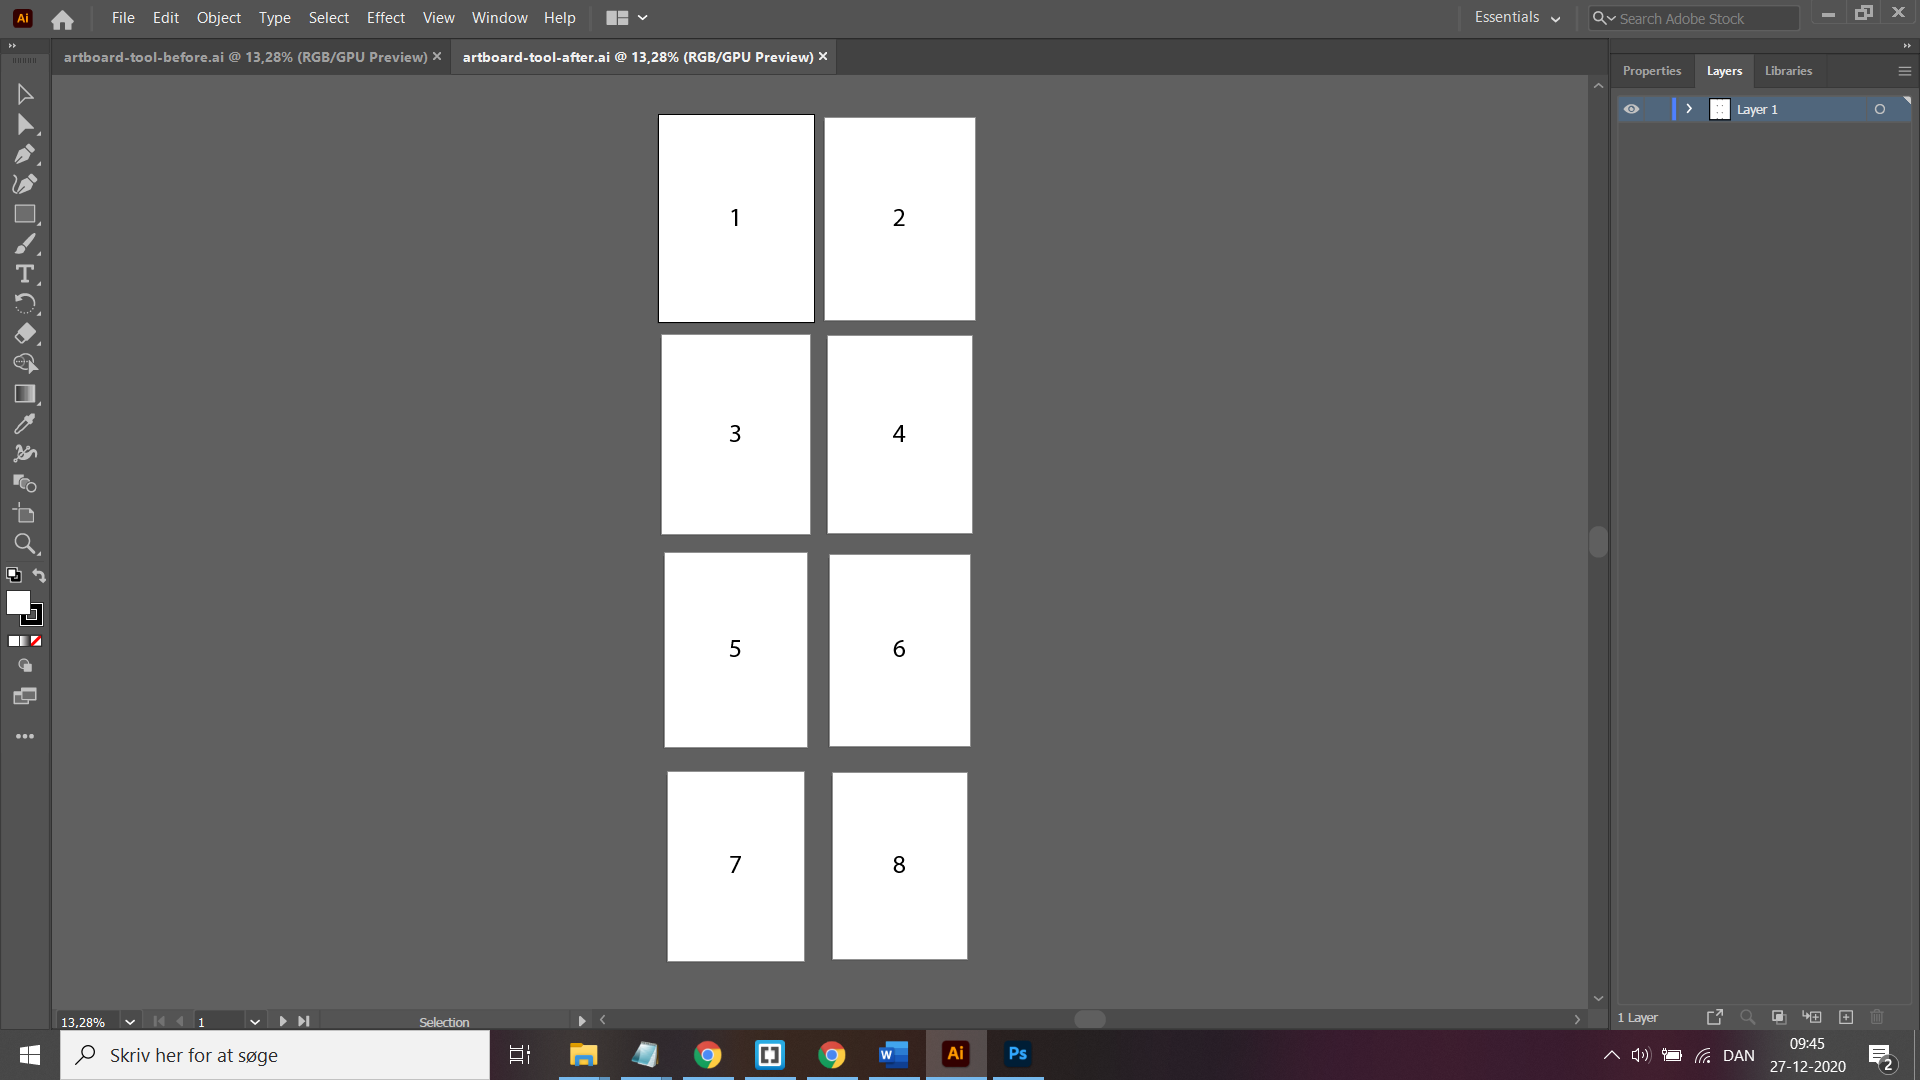 Ai File Edit Object Type Select Effect View Window Help Essentials Search Adobe Stock
artboard-tool-before.ai @ 13,28% (RGB/GPU Preview) artboard-tool-after.ai @ 13,28% (RGB/GPU Preview)
Properties Layers Libraries
Layer 1
1 2
3 4
5 6
7 8
13,28% 1 Selection
1 Layer
Skriv her for at søge
W Ai Ps
DAN
09:45
27-12-2020
2